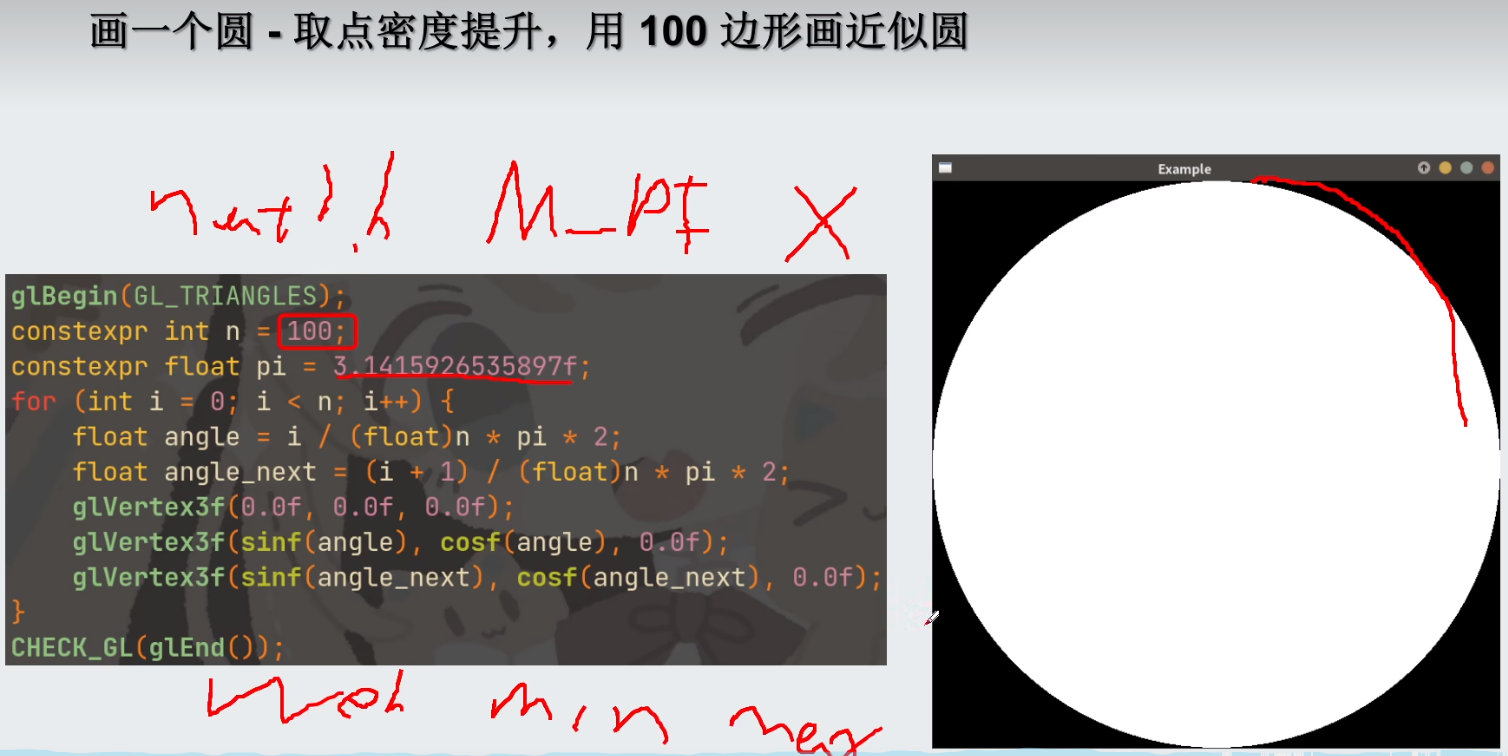 画一个圆 - 取点密度提升，用 100 边形画近似圆
math.h M_PI X
Example
glBegin(GL_TRIANGLES);
constexpr int n = 100;
constexpr float pi = 3.1415926535897f;
for (int i = 0; i < n; i++) {
    float angle = i / (float)n * pi * 2;
    float angle_next = (i + 1) / (float)n * pi * 2;
    glVertex3f(0.0f, 0.0f, 0.0f);
    glVertex3f(sinf(angle), cosf(angle), 0.0f);
    glVertex3f(sinf(angle_next), cosf(angle_next), 0.0f);
}
CHECK_GL(glEnd());
min max